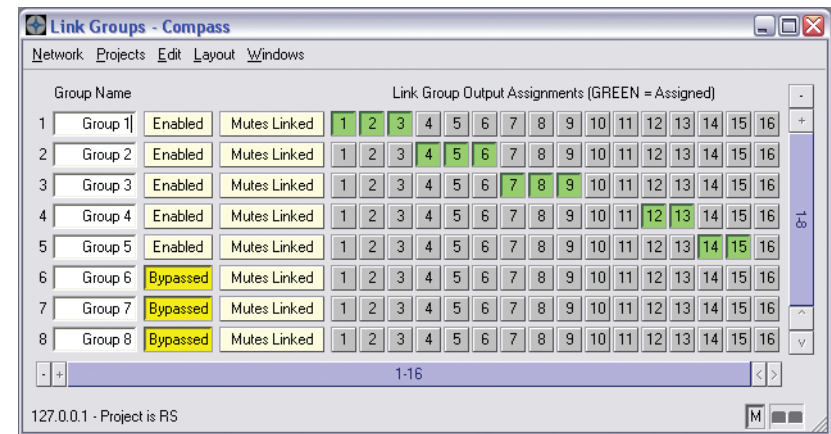 Link Groups - Compass
Network Projects Edit Layout Windows
Group Name Link Group Output Assignments (GREEN = Assigned) -
1 Group 1 Enabled Mutes Linked 1 2 3 4 5 6 7 8 9 10 11 12 13 14 15 16 +
2 Group 2 Enabled Mutes Linked 1 2 3 4 5 6 7 8 9 10 11 12 13 14 15 16
3 Group 3 Enabled Mutes Linked 1 2 3 4 5 6 7 8 9 10 11 12 13 14 15 16
4 Group 4 Enabled Mutes Linked 1 2 3 4 5 6 7 8 9 10 11 12 13 14 15 16 1-8
5 Group 5 Enabled Mutes Linked 1 2 3 4 5 6 7 8 9 10 11 12 13 14 15 16
6 Group 6 Bypassed Mutes Linked 1 2 3 4 5 6 7 8 9 10 11 12 13 14 15 16
7 Group 7 Bypassed Mutes Linked 1 2 3 4 5 6 7 8 9 10 11 12 13 14 15 16
8 Group 8 Bypassed Mutes Linked 1 2 3 4 5 6 7 8 9 10 11 12 13 14 15 16
- + 1-16 < >
127.0.0.1 - Project is RS M